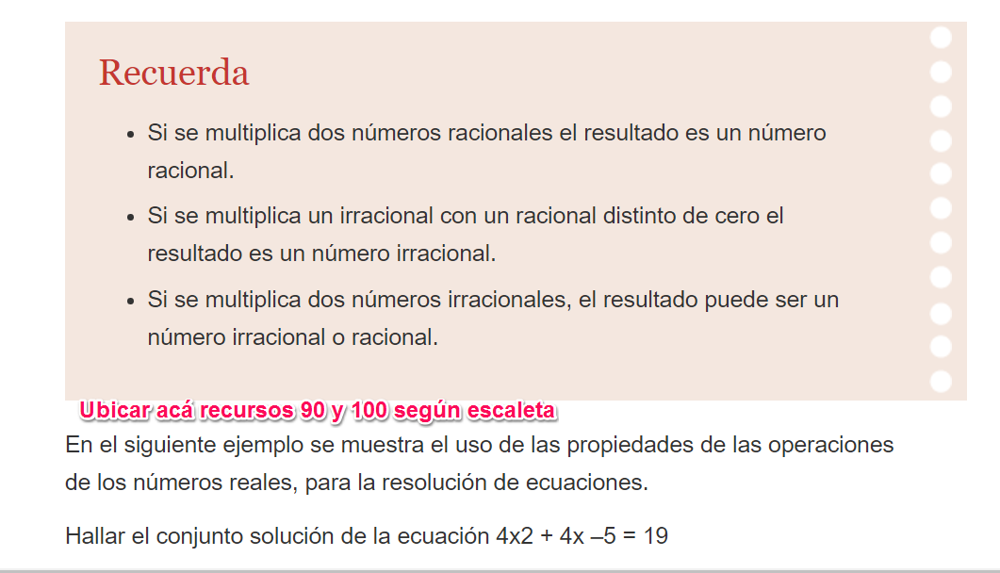 Recuerda
• Si se multiplica dos números racionales el resultado es un número
racional.
• Si se multiplica un irracional con un racional distinto de cero el
resultado es un número irracional.
• Si se multiplica dos números irracionales, el resultado puede ser un
número irracional o racional.
Ubicar acá recursos 90 y 100 según escaleta
En el siguiente ejemplo se muestra el uso de las propiedades de las operaciones
de los números reales, para la resolución de ecuaciones.
Hallar el conjunto solución de la ecuación 4x2 + 4x –5 = 19